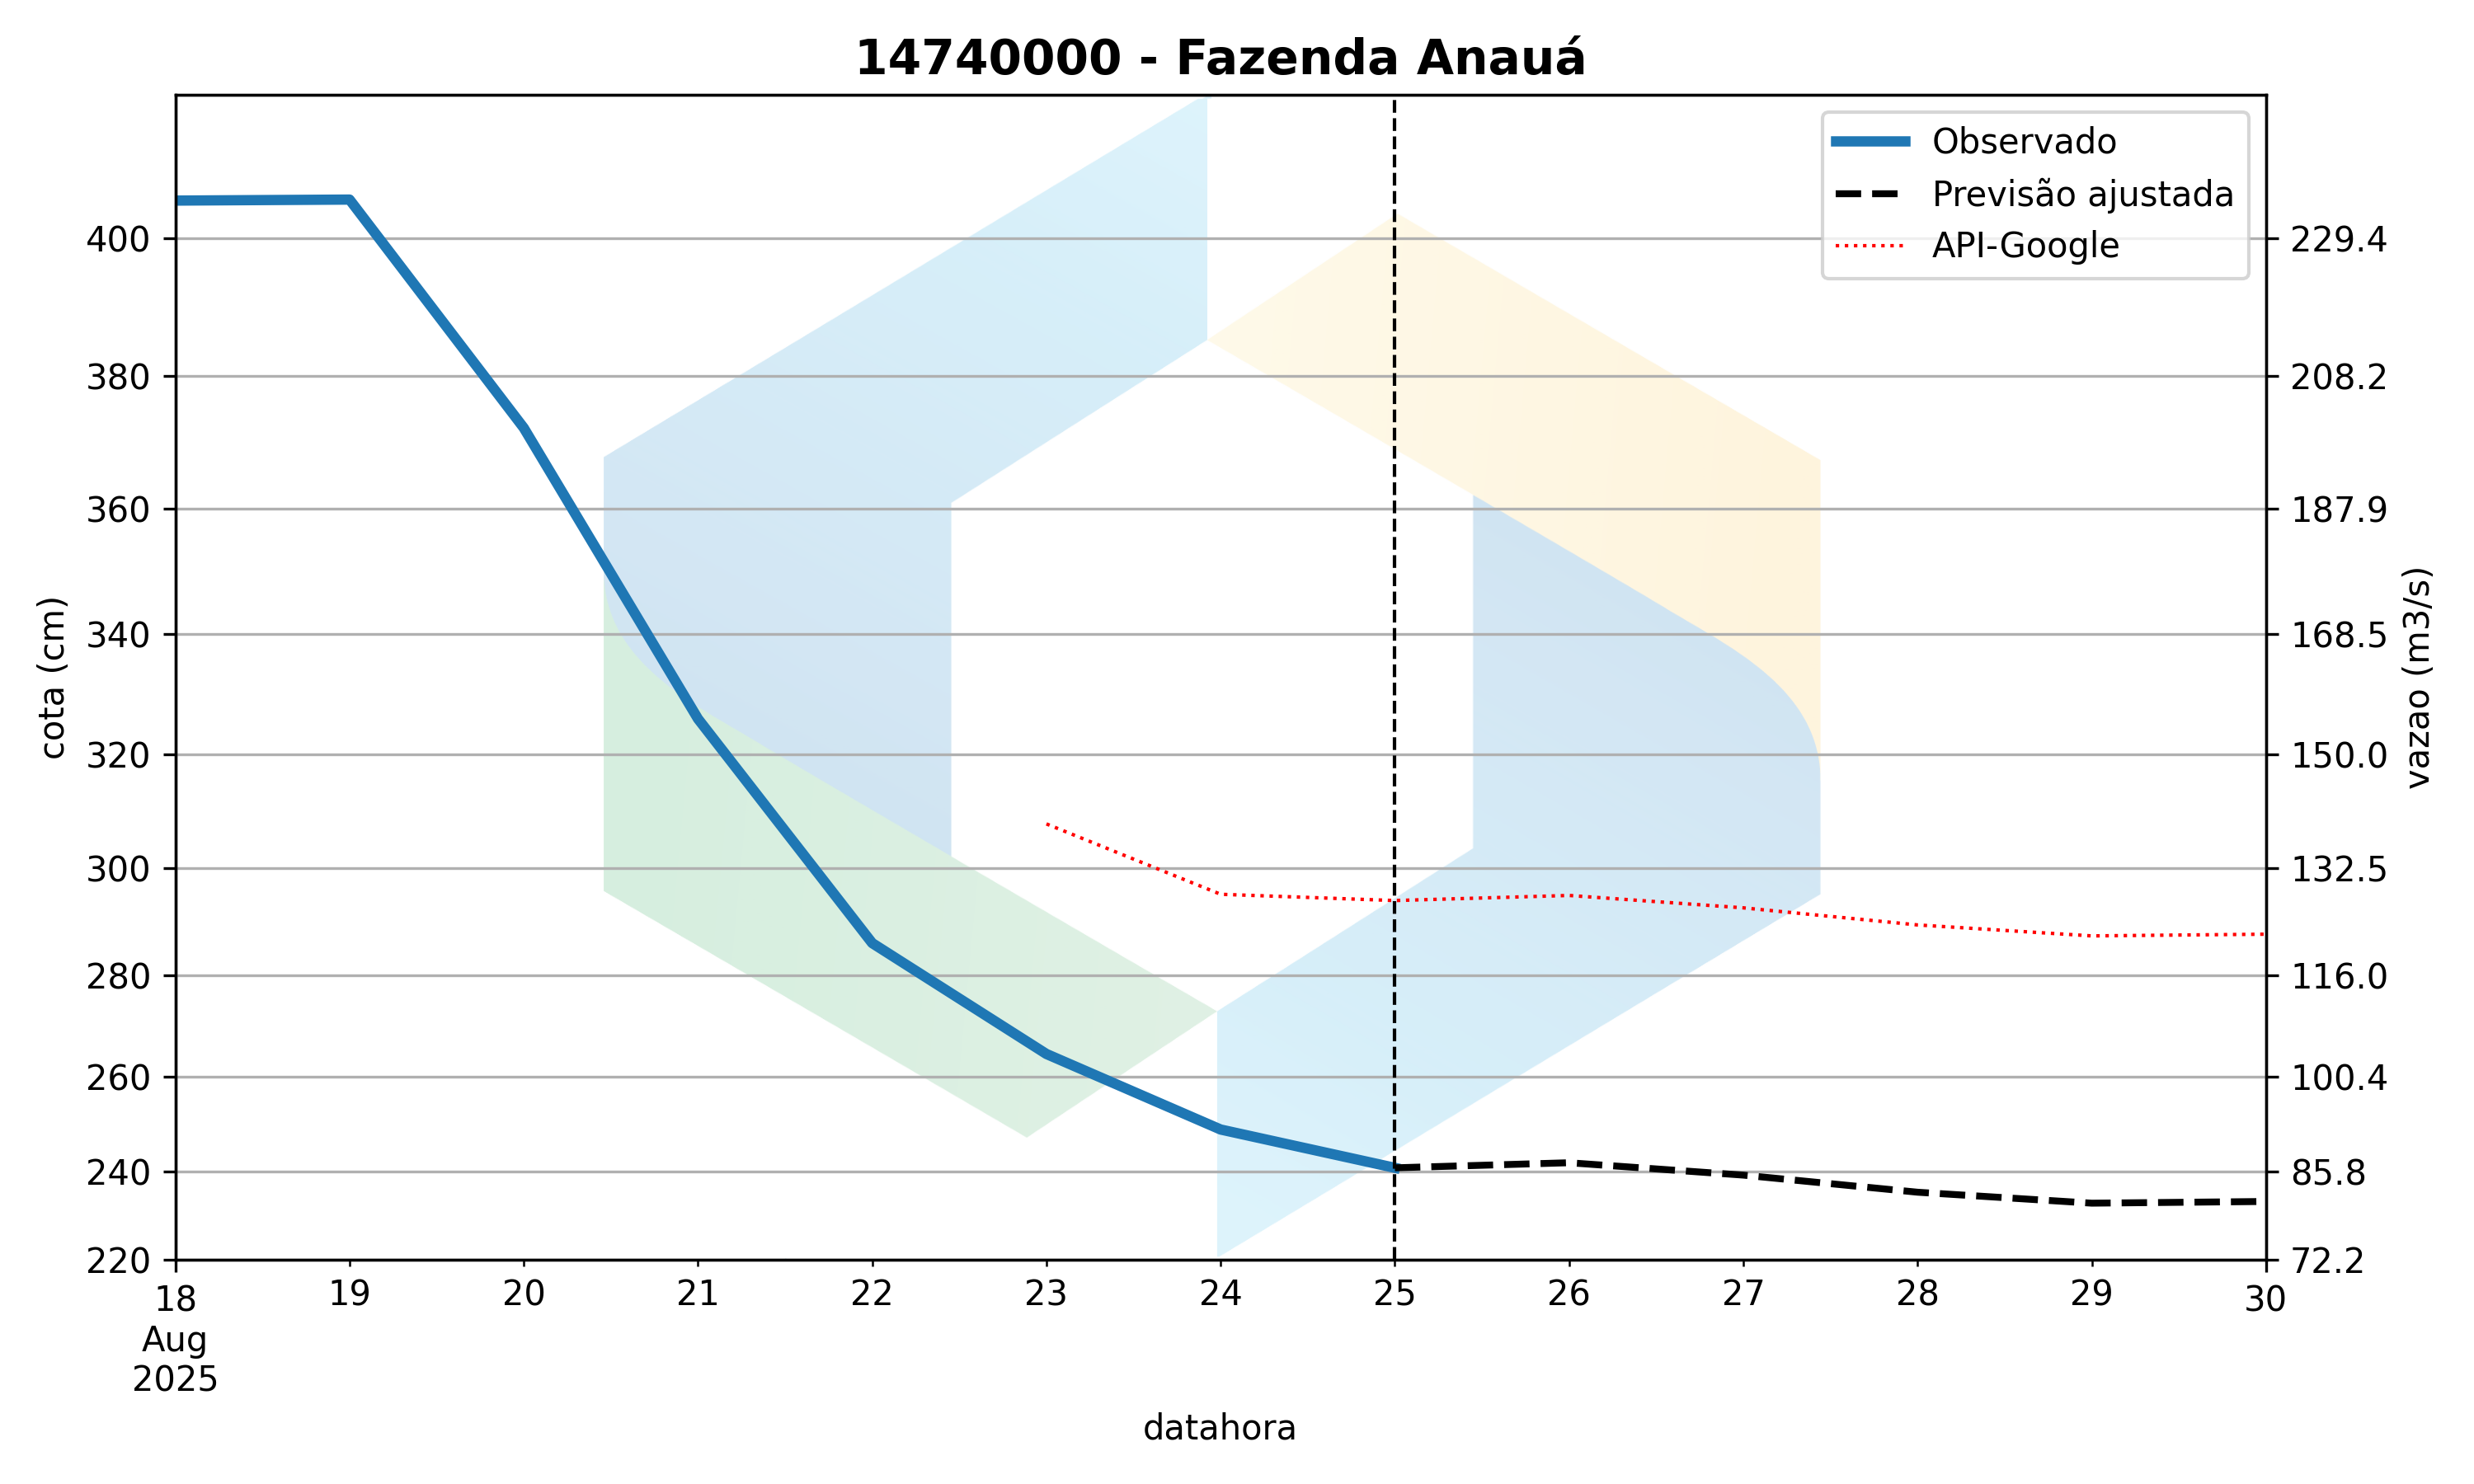 14740000 - Fazenda Anauá
Observado
Previsão ajustada
API-Google
400
380
360
340
320
300
280
260
240
220
cota (cm)
229.4
208.2
187.9
168.5
150.0
132.5
116.0
100.4
85.8
72.2
vazao (m3/s)
18 19 20 21 22 23 24 25 26 27 28 29 30
Aug
2025
datahora